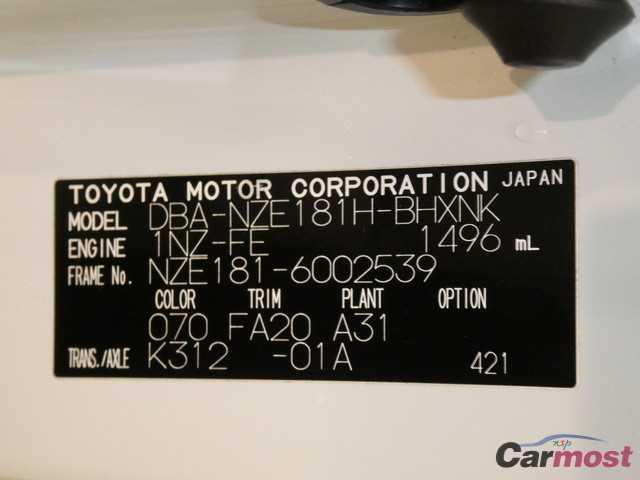 TOYOTA MOTOR CORPORATION JAPAN
MODEL DBA-NZE181H-BHXNK
ENGINE 1NZ-FE 1496 mL
FRAME No. NZE181-6002539
COLOR TRIM PLANT OPTION
070 FA20 A31
TRANS./AXLE K312 -01A 421
nsp
Carmost